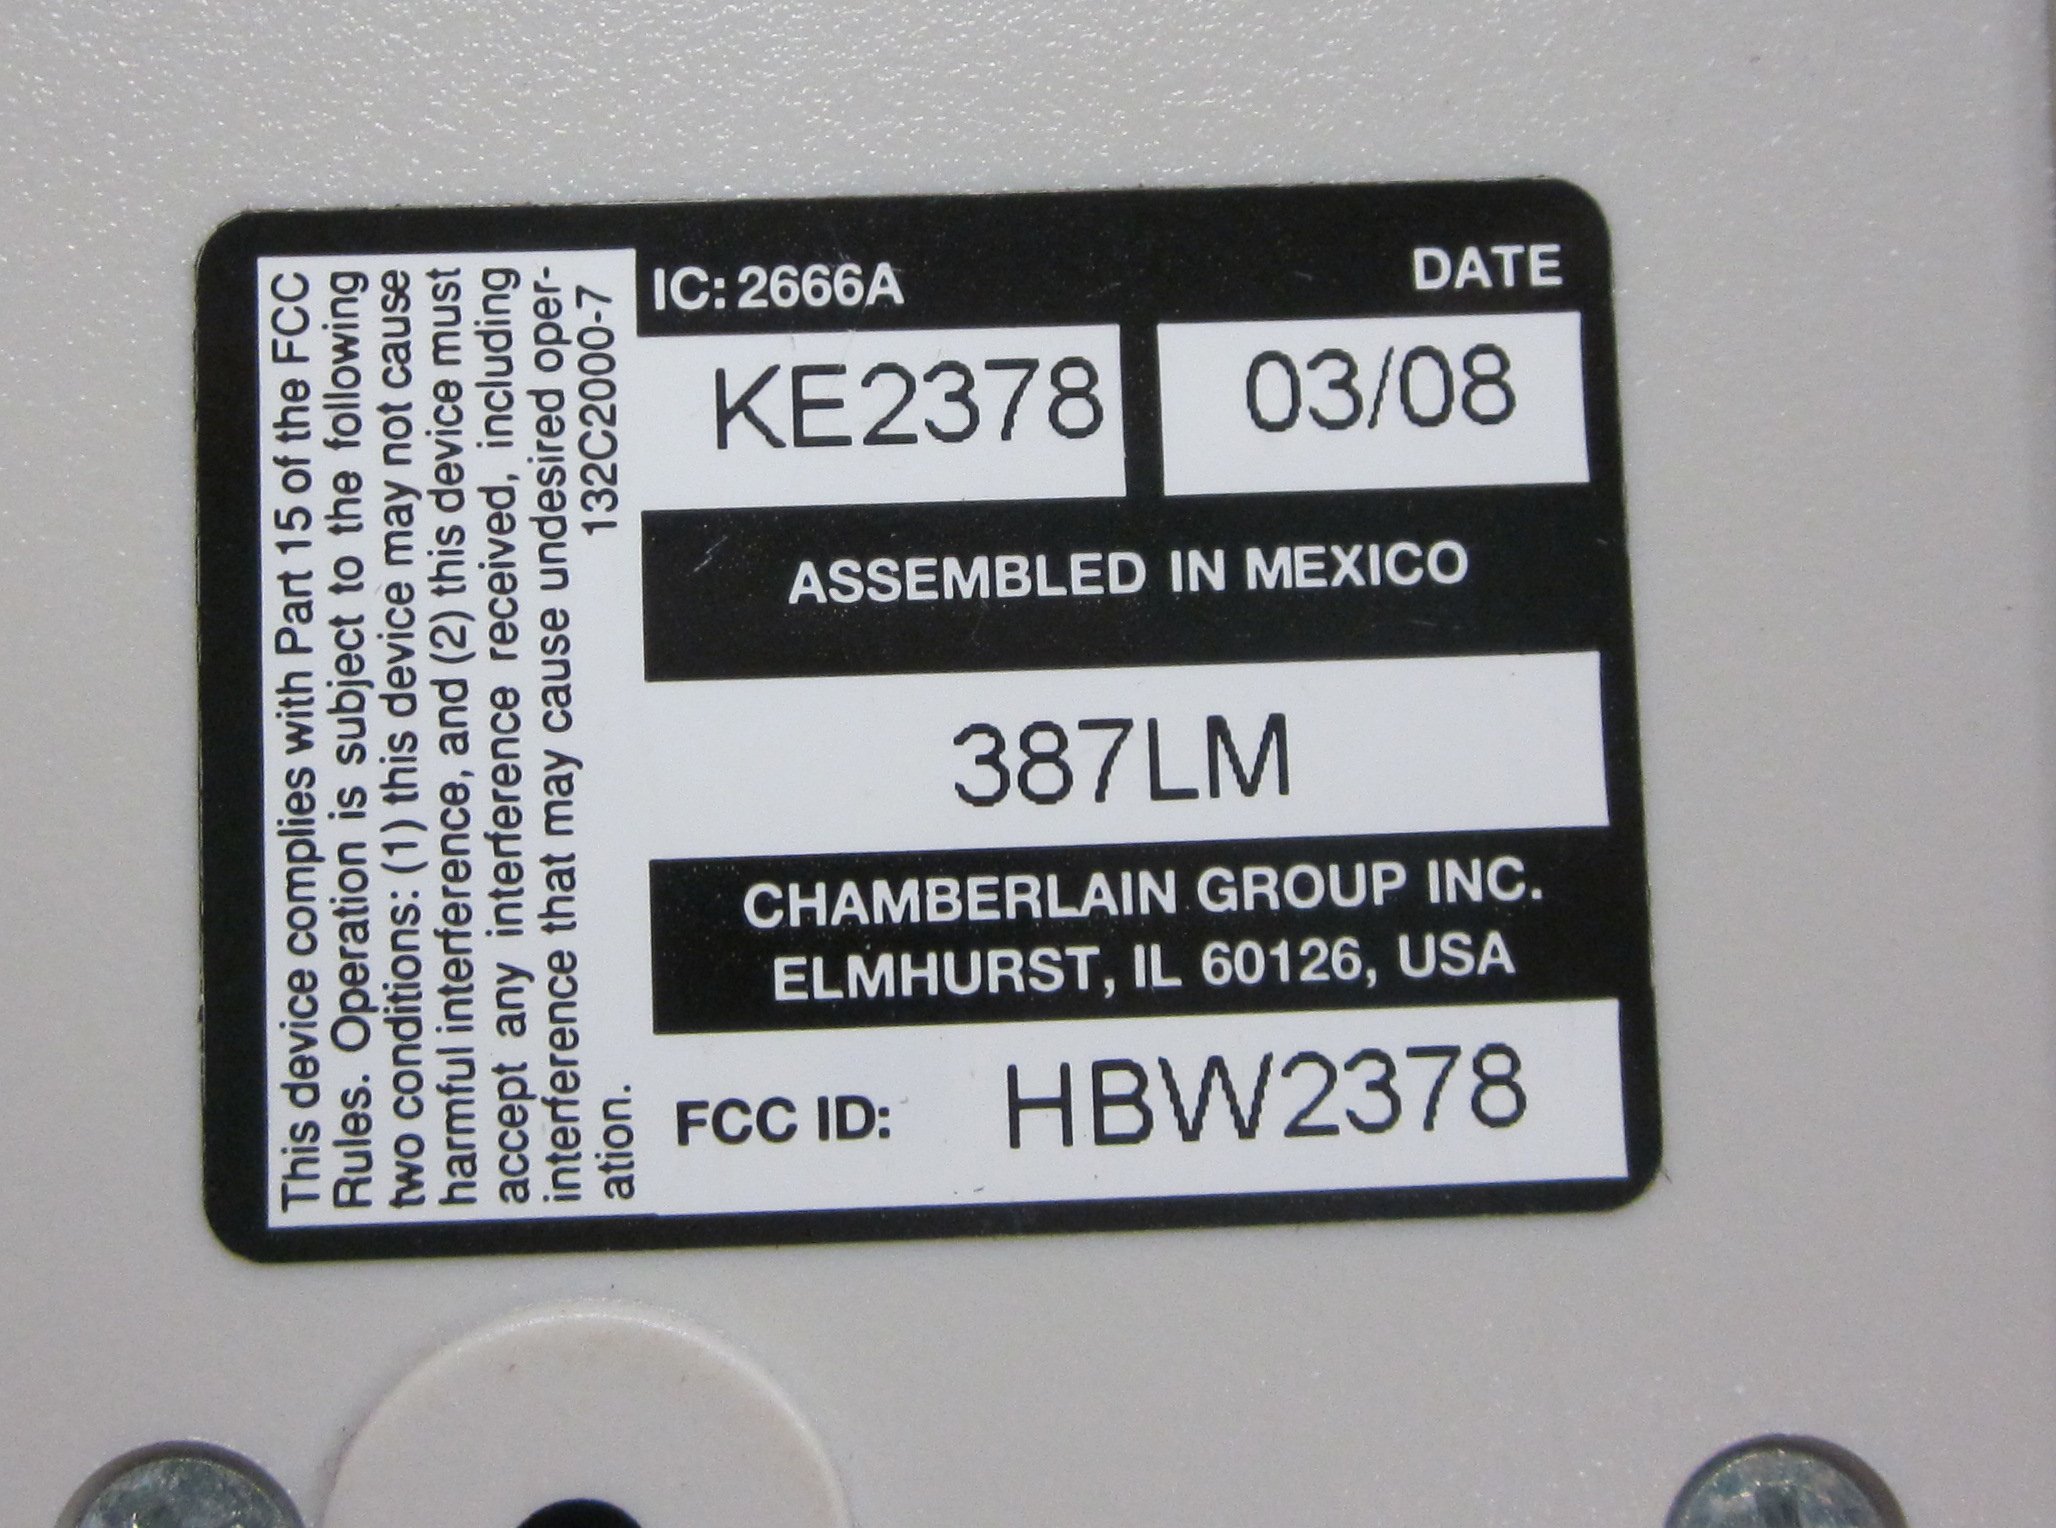 This device complies with Part 15 of the FCC
Rules. Operation is subject to the following
two conditions: (1) this device may not cause
harmful interference, and (2) this device must
accept any interference received, including
interference that may cause undesired oper-
ation. 132C2000-7
IC: 2666A DATE
KE2378 03/08
ASSEMBLED IN MEXICO
387LM
CHAMBERLAIN GROUP INC.
ELMHURST, IL 60126, USA
FCC ID: HBW2378